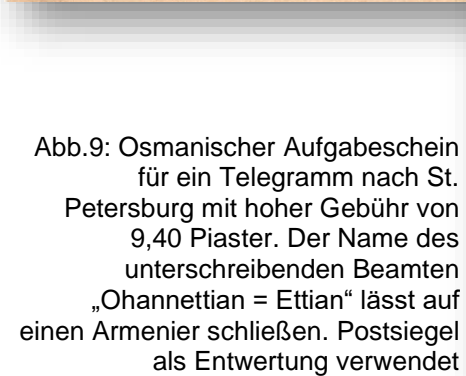 Abb.9: Osmanischer Aufgabeschein
für ein Telegramm nach St.
Petersburg mit hoher Gebühr von
9,40 Piaster. Der Name des
unterschreibenden Beamten
„Ohannettian = Ettian“ lässt auf
einen Armenier schließen. Postsiegel
als Entwertung verwendet